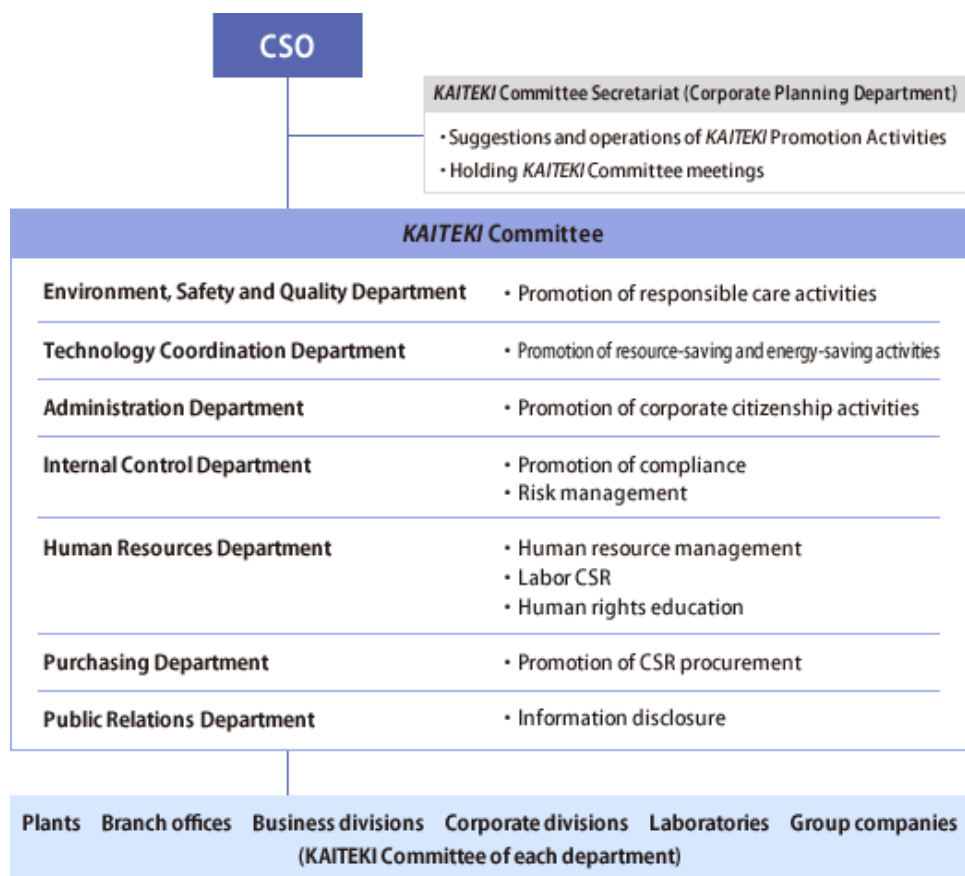 CSO
KAITEKI Committee Secretariat (Corporate Planning Department)
・Suggestions and operations of KAITEKI Promotion Activities
・Holding KAITEKI Committee meetings
KAITEKI Committee
Environment, Safety and Quality Department ・Promotion of responsible care activities
Technology Coordination Department ・Promotion of resource-saving and energy-saving activities
Administration Department ・Promotion of corporate citizenship activities
Internal Control Department ・Promotion of compliance
・Risk management
Human Resources Department ・Human resource management
・Labor CSR
・Human rights education
Purchasing Department ・Promotion of CSR procurement
Public Relations Department ・Information disclosure
Plants Branch offices Business divisions Corporate divisions Laboratories Group companies
(KAITEKI Committee of each department)